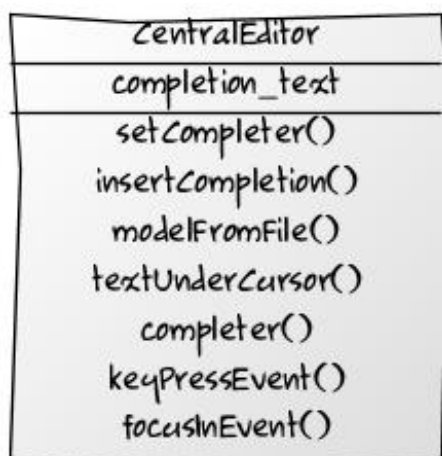 CentralEditor
completion_text
setCompleter()
insertCompletion()
modelFromFile()
textUnderCursor()
completer()
keyPressEvent()
focusInEvent()